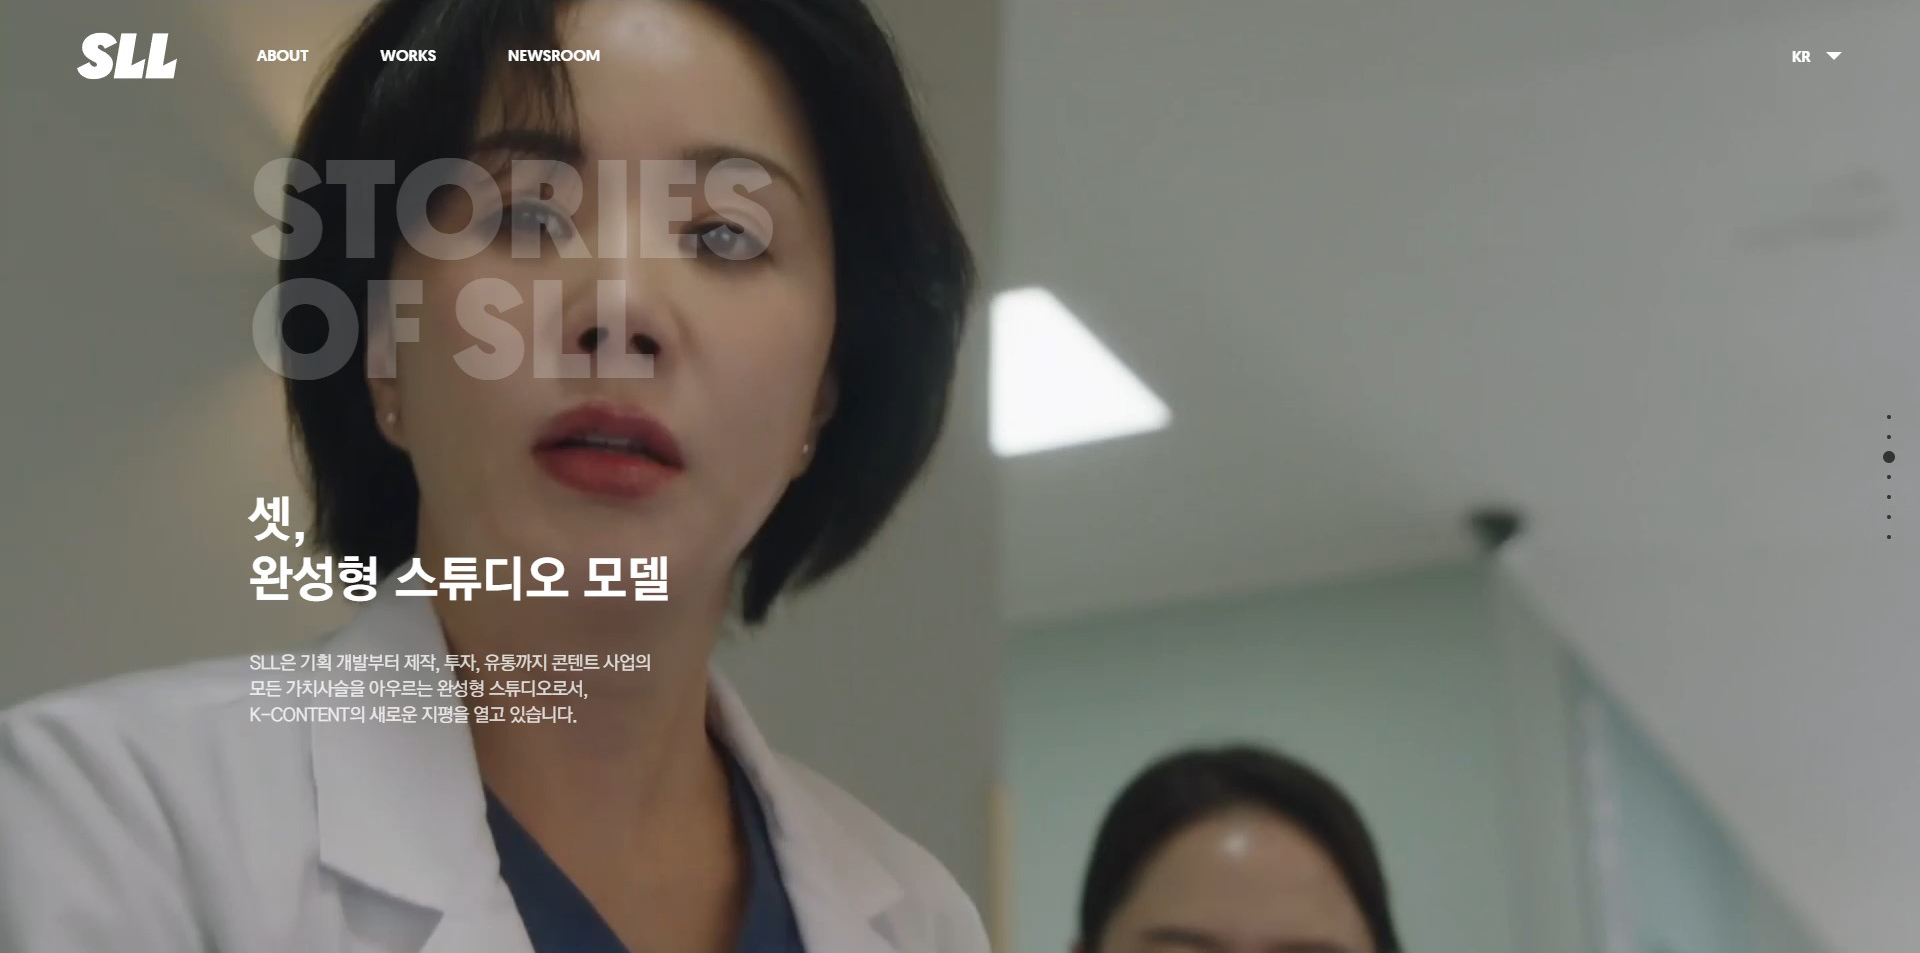 SLL
ABOUT
WORKS
NEWSROOM
KR
STORIES
OF SLL
셋,
완성형 스튜디오 모델
SLL은 기획 개발부터 제작, 투자, 유통까지 콘텐트 사업의
모든 가치사슬을 아우르는 완성형 스튜디오로서,
K-CONTENT의 새로운 지평을 열고 있습니다.